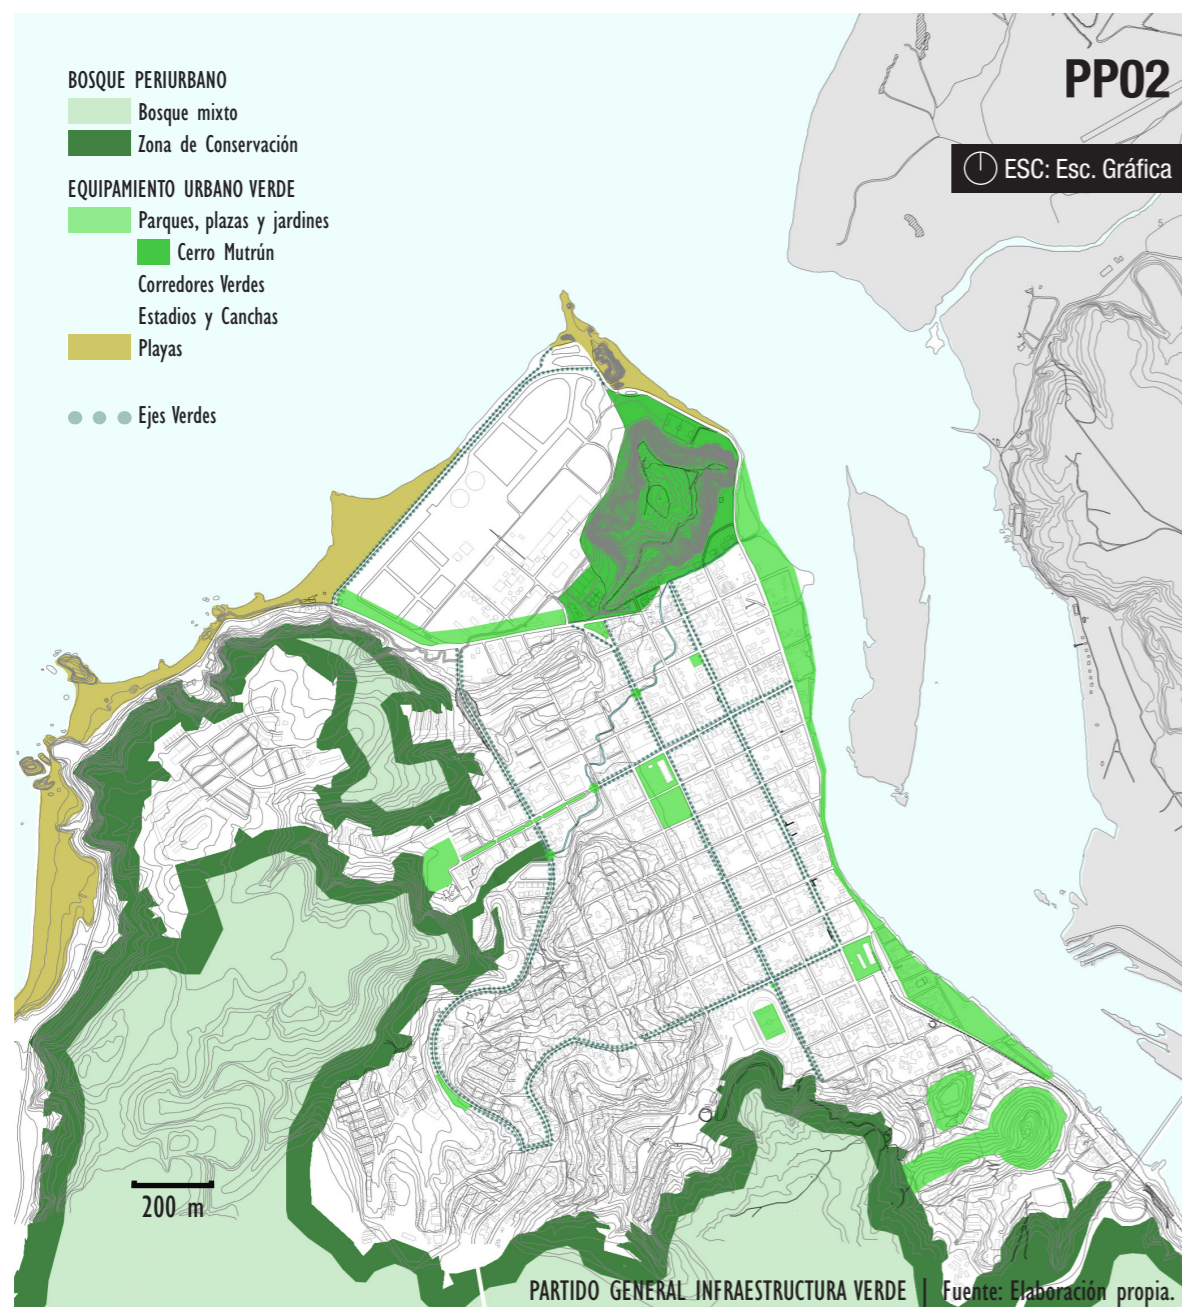 BOSQUE PERIURBANO
Bosque mixto
Zona de Conservación
EQUIPAMIENTO URBANO VERDE
Parques, plazas y jardines
Cerro Mutrún
Corredores Verdes
Estadios y Canchas
Playas
Ejes Verdes
PP02
ESC: Esc. Gráfica
200 m
PARTIDO GENERAL INFRAESTRUCTURA VERDE | Fuente: Elaboración propia.